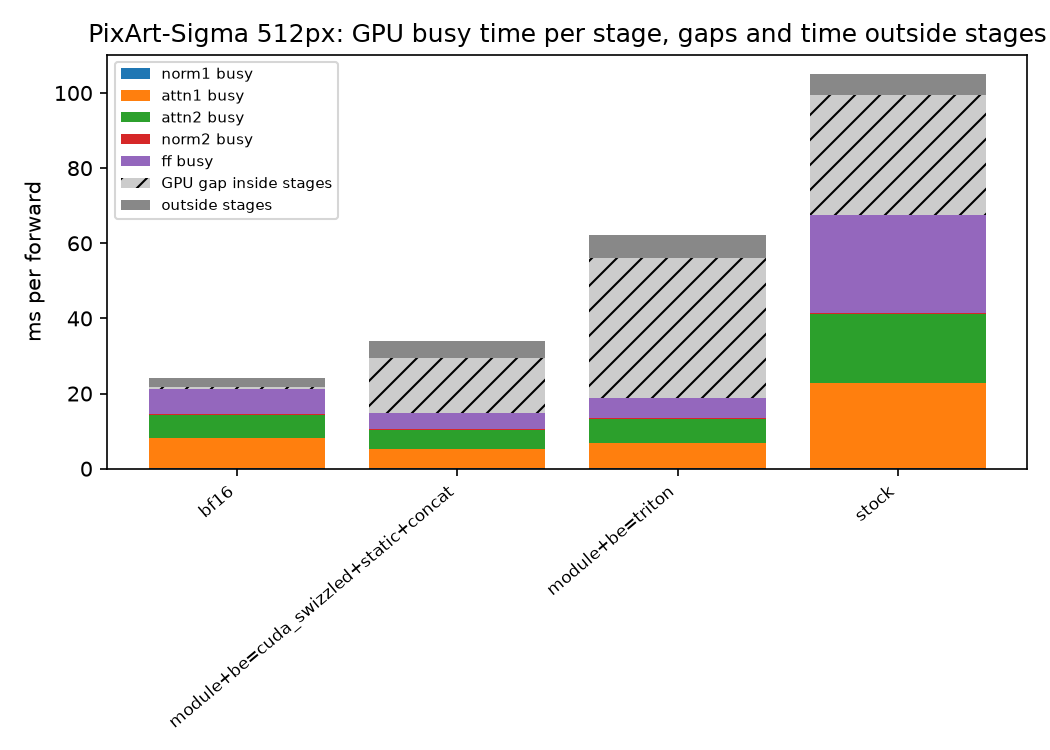 PixArt-Sigma 512px: GPU busy time per stage, gaps and time outside stages
norm1 busy
attn1 busy
attn2 busy
norm2 busy
ff busy
GPU gap inside stages
outside stages
ms per forward
100
80
60
40
20
0
bf16
module+be=cuda_swizzled+static+concat
module+be=triton
stock